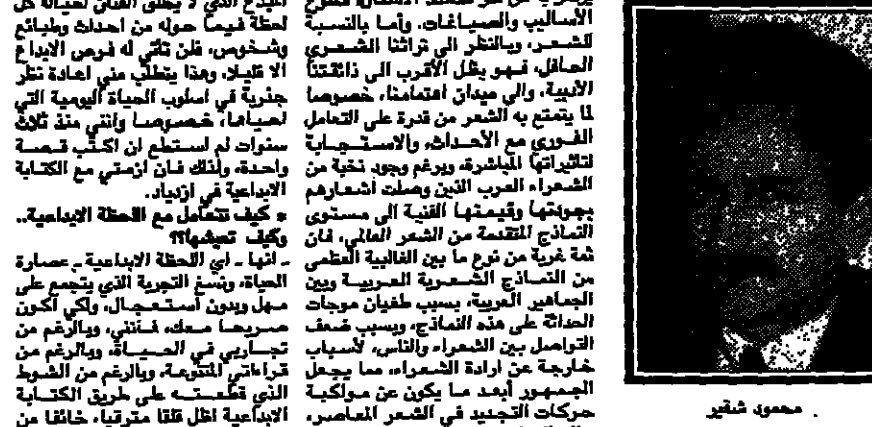 الأساليب والصياغات. وأما بالنسبة
للشعر، وبالنظر الى تراثنا الشعري
الحافل، فهو يظل الأقرب الى ذائقتنا
الأدبية، والى ميدان اهتمامنا، خصوصا
لما يتمتع به الشعر من قدرة على التعامل
الفوري مع الأحداث، والاستجابة
لتأثيراتها المباشرة، وبرغم وجود نخبة من
الشعراء العرب الذين وصلت أشعارهم
بجودتها وقيمتها الفنية الى مستوى
النماذج المتقدمة من الشعر العالمي، فان
ثمة غربة من نوع ما بين الغالبية العظمى
من النماذج الشعرية العربية وبين
الجماهير العربية، بسبب طغيان موجات
الحداثة على هذه النماذج، وبسبب ضعف
التواصل بين الشعراء والناس، لأسباب
خارجة عن ارادة الشعراء، مما يجعل
الجمهور أبعد ما يكون عن مواكبة
حركات التجديد في الشعر المعاصر،
المبدع الذي لا يطلق العنان لخياله كل
لحظة فيما حوله من احداث وطبائع
وشخوص، فلن تأتي له فرص الابداع
الا قليلا، وهذا يتطلب مني اعادة نظر
جذرية في اسلوب الحياة اليومية التي
احياها، خصوصا وانني منذ ثلاث
سنوات لم استطع ان اكتب قصة
واحدة، ولذلك فان ازمتي مع الكتابة
الابداعية في ازدياد.
* كيف تتعامل مع اللحظة الابداعية..
وكيف تعيشها؟؟
- انها - اي اللحظة الابداعية - عصارة
الحياة، ونسغ التجربة الذي يتجمع على
مهل وبدون استعجال، ولكي اكون
صريحا معك، فانني، وبالرغم من
تجاربي في الحياة، وبالرغم من
قراءاتي المتنوعة، وبالرغم من الشوط
الذي قطعته على طريق الكتابة
الابداعية اظل قلقا مترقبا، خائفا من
محمود شقير